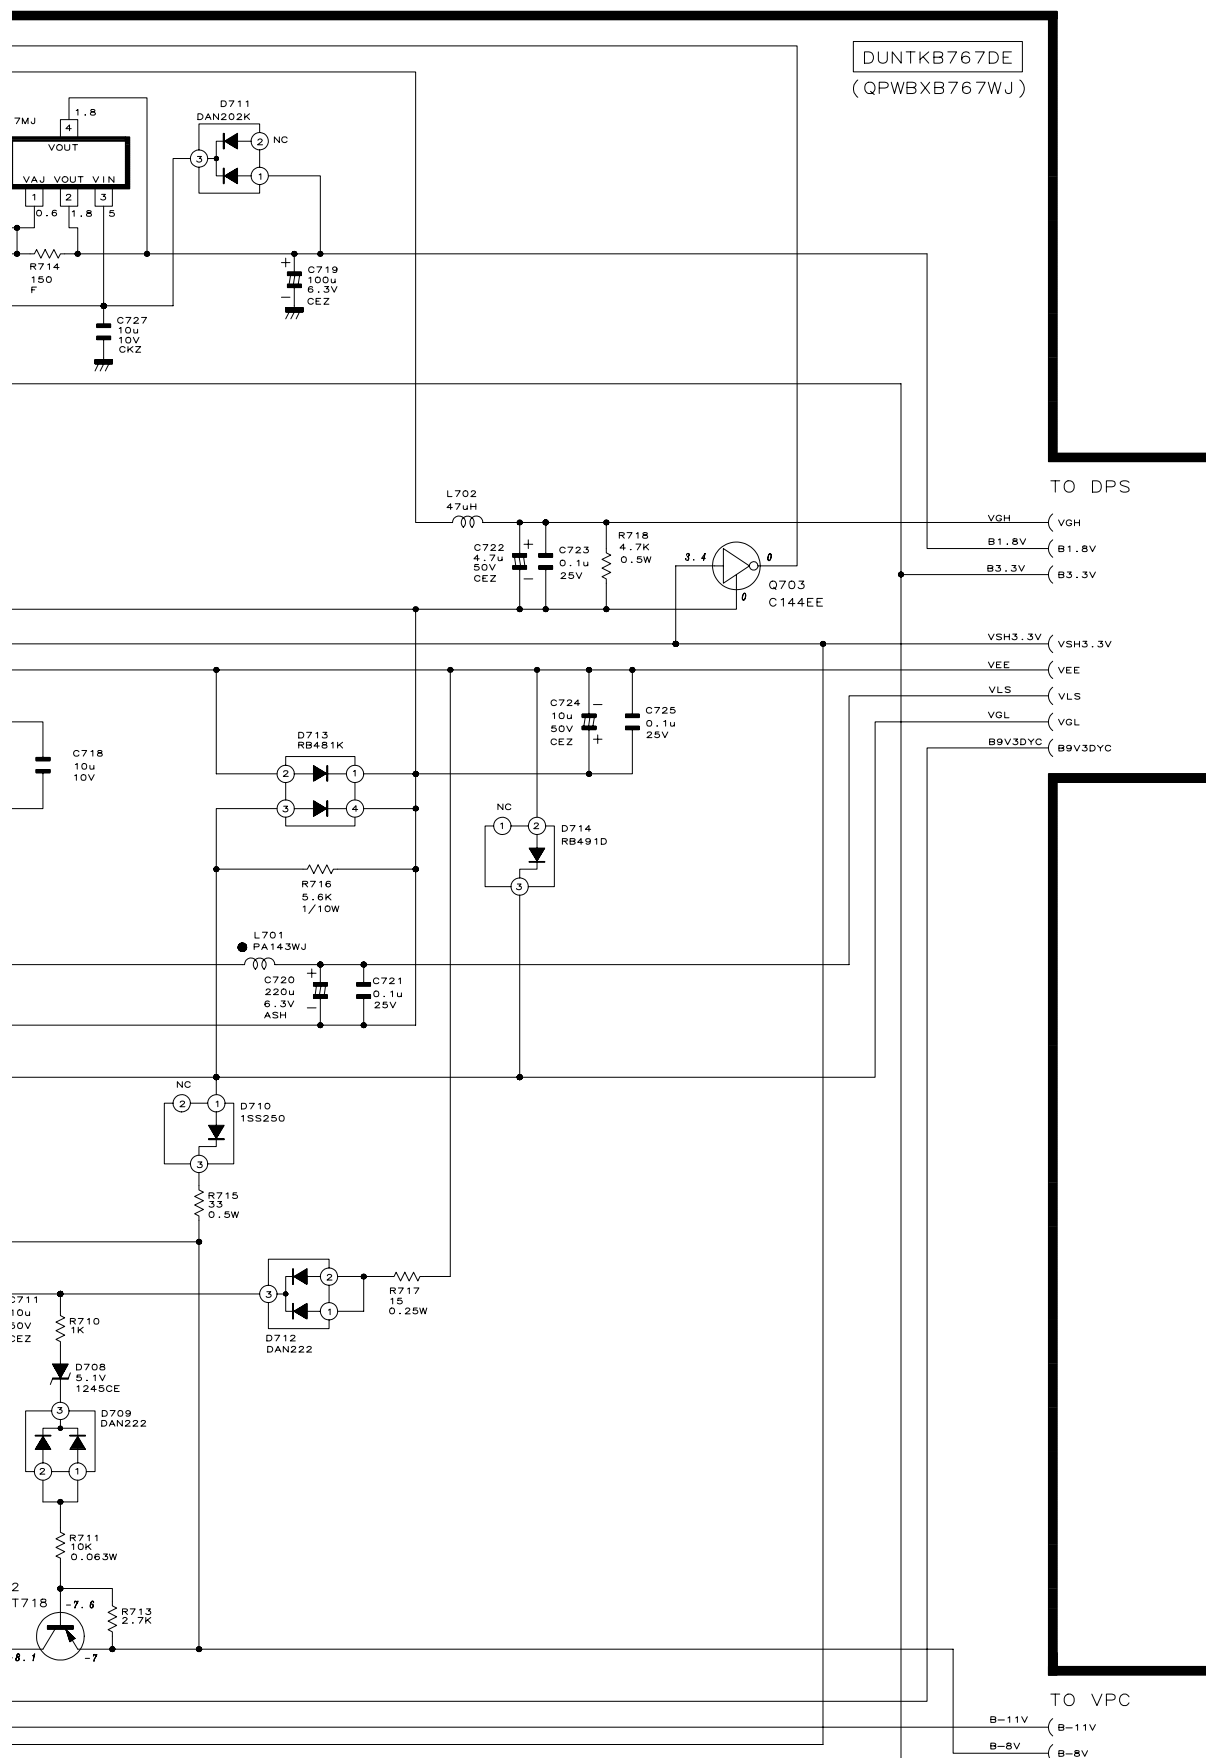 DUNTKB767DE
(QPWBXB767WJ)
7MJ
4
1.8
VOUT
VAJ VOUT VIN
1
2
3
0.6
1.8
5
D711
DAN202K
2
NC
3
1
R714
150
F
C719
100u
6.3V
CEZ
+
-
C727
10u
10V
CKZ
TO DPS
L702
47uH
VGH
VGH
B1.8V
B1.8V
B3.3V
B3.3V
C722
4.7u
50V
CEZ
+
-
C723
0.1u
25V
R718
4.7K
0.5W
3.4
0
0
Q703
C144EE
VSH3.3V
VSH3.3V
VEE
VEE
VLS
VLS
VGL
VGL
B9V3DYC
B9V3DYC
C718
10u
10V
D713
RB481K
2
1
3
4
C724
10u
50V
CEZ
-
+
C725
0.1u
25V
NC
1
2
3
D714
RB491D
R716
5.6K
1/10W
L701
PA143WJ
C720
220u
6.3V
ASH
+
-
C721
0.1u
25V
NC
2
1
3
D710
1SS250
R715
33
0.5W
3
2
1
D712
DAN222
R717
15
0.25W
C711
10u
50V
CEZ
R710
1K
D708
5.1V
1245CE
3
D709
DAN222
2
1
R711
10K
0.063W
2
T718
-7.6
R713
2.7K
-8.1
-7
TO VPC
B-11V
B-11V
B-8V
B-8V